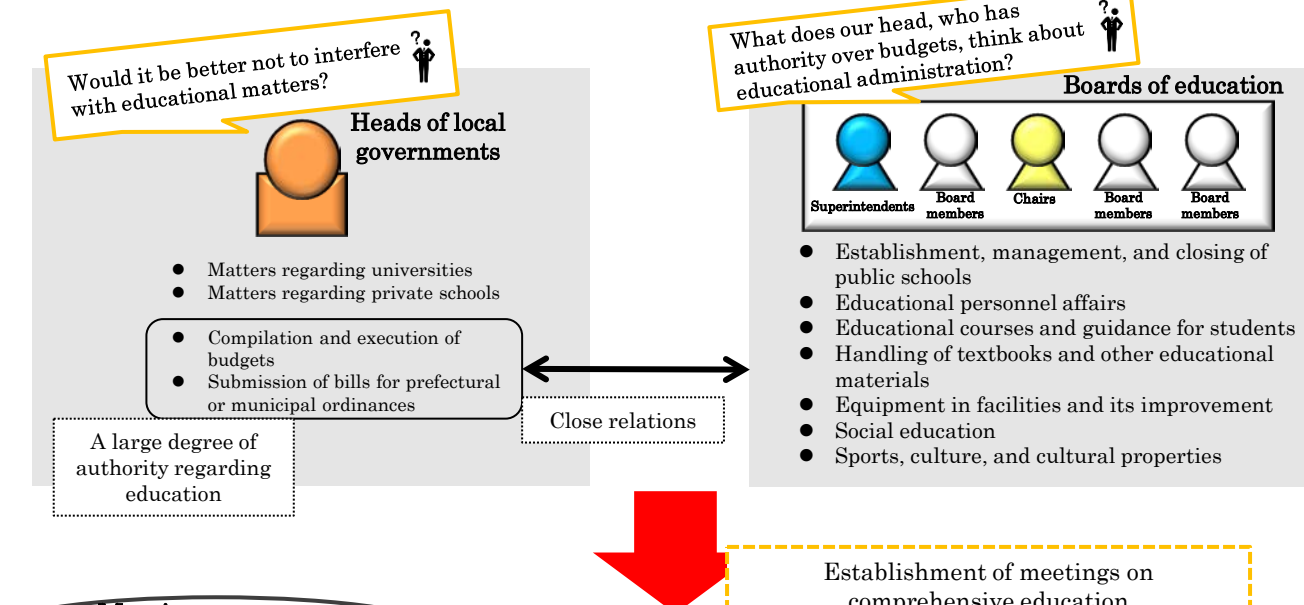 Would it be better not to interfere
with educational matters?
?
Heads of local
governments
● Matters regarding universities
● Matters regarding private schools
● Compilation and execution of
budgets
● Submission of bills for prefectural
or municipal ordinances
A large degree of
authority regarding
education
Close relations
What does our head, who has
authority over budgets, think about
educational administration?
?
Boards of education
Superintendents
Board
members
Chairs
Board
members
Board
members
● Establishment, management, and closing of
public schools
● Educational personnel affairs
● Educational courses and guidance for students
● Handling of textbooks and other educational
materials
● Equipment in facilities and its improvement
● Social education
● Sports, culture, and cultural properties
Establishment of meetings on
comprehensive education